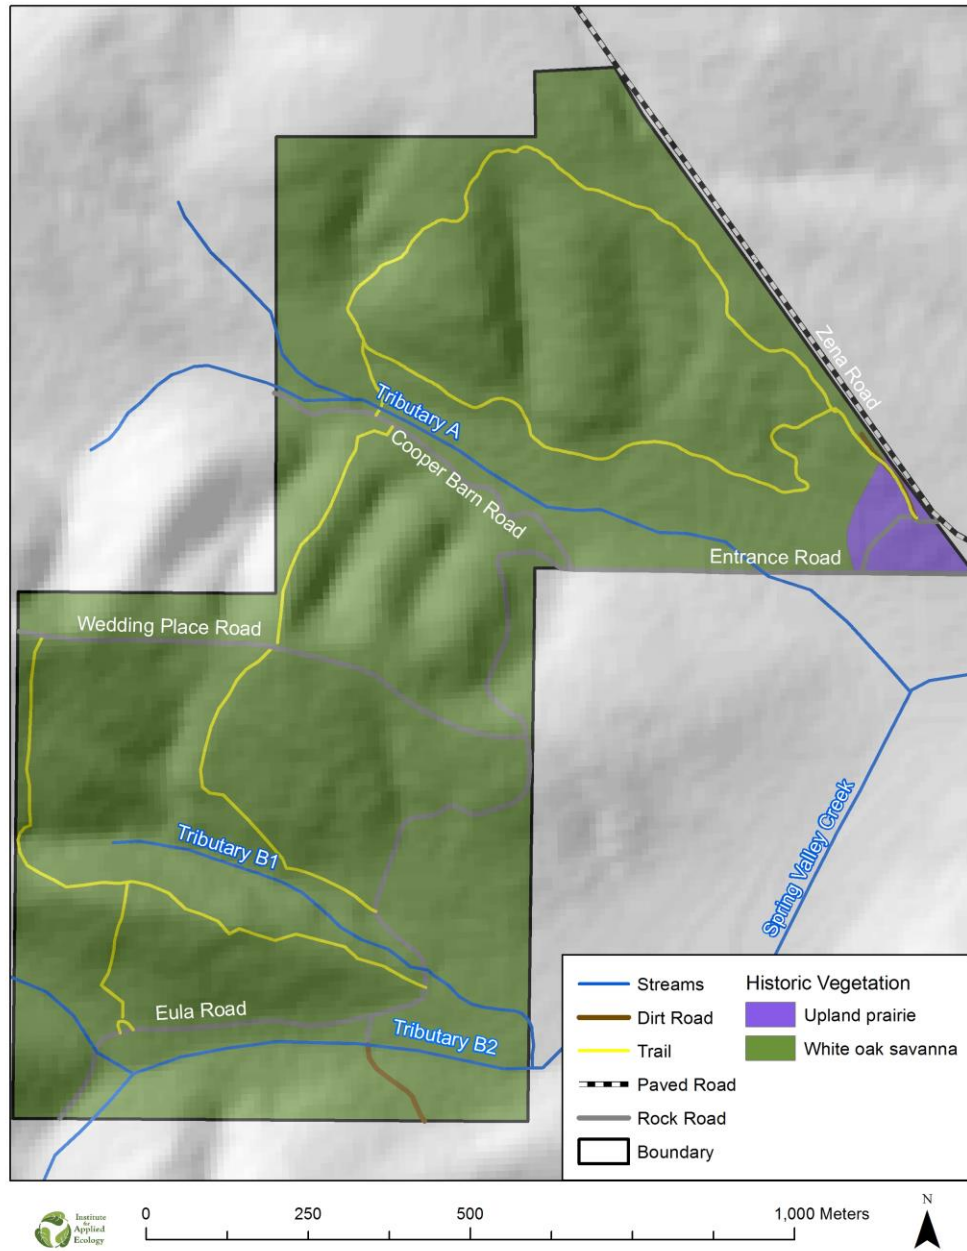 Zena Road
Tributary A
Cooper Barn Road
Entrance Road
Wedding Place Road
Tributary B1
Spring Valley Creek
Eula Road
Tributary B2
Streams
Dirt Road
Trail
Paved Road
Rock Road
Boundary
Historic Vegetation
Upland prairie
White oak savanna
Institute
for
Applied
Ecology
0 250 500 1,000 Meters
N